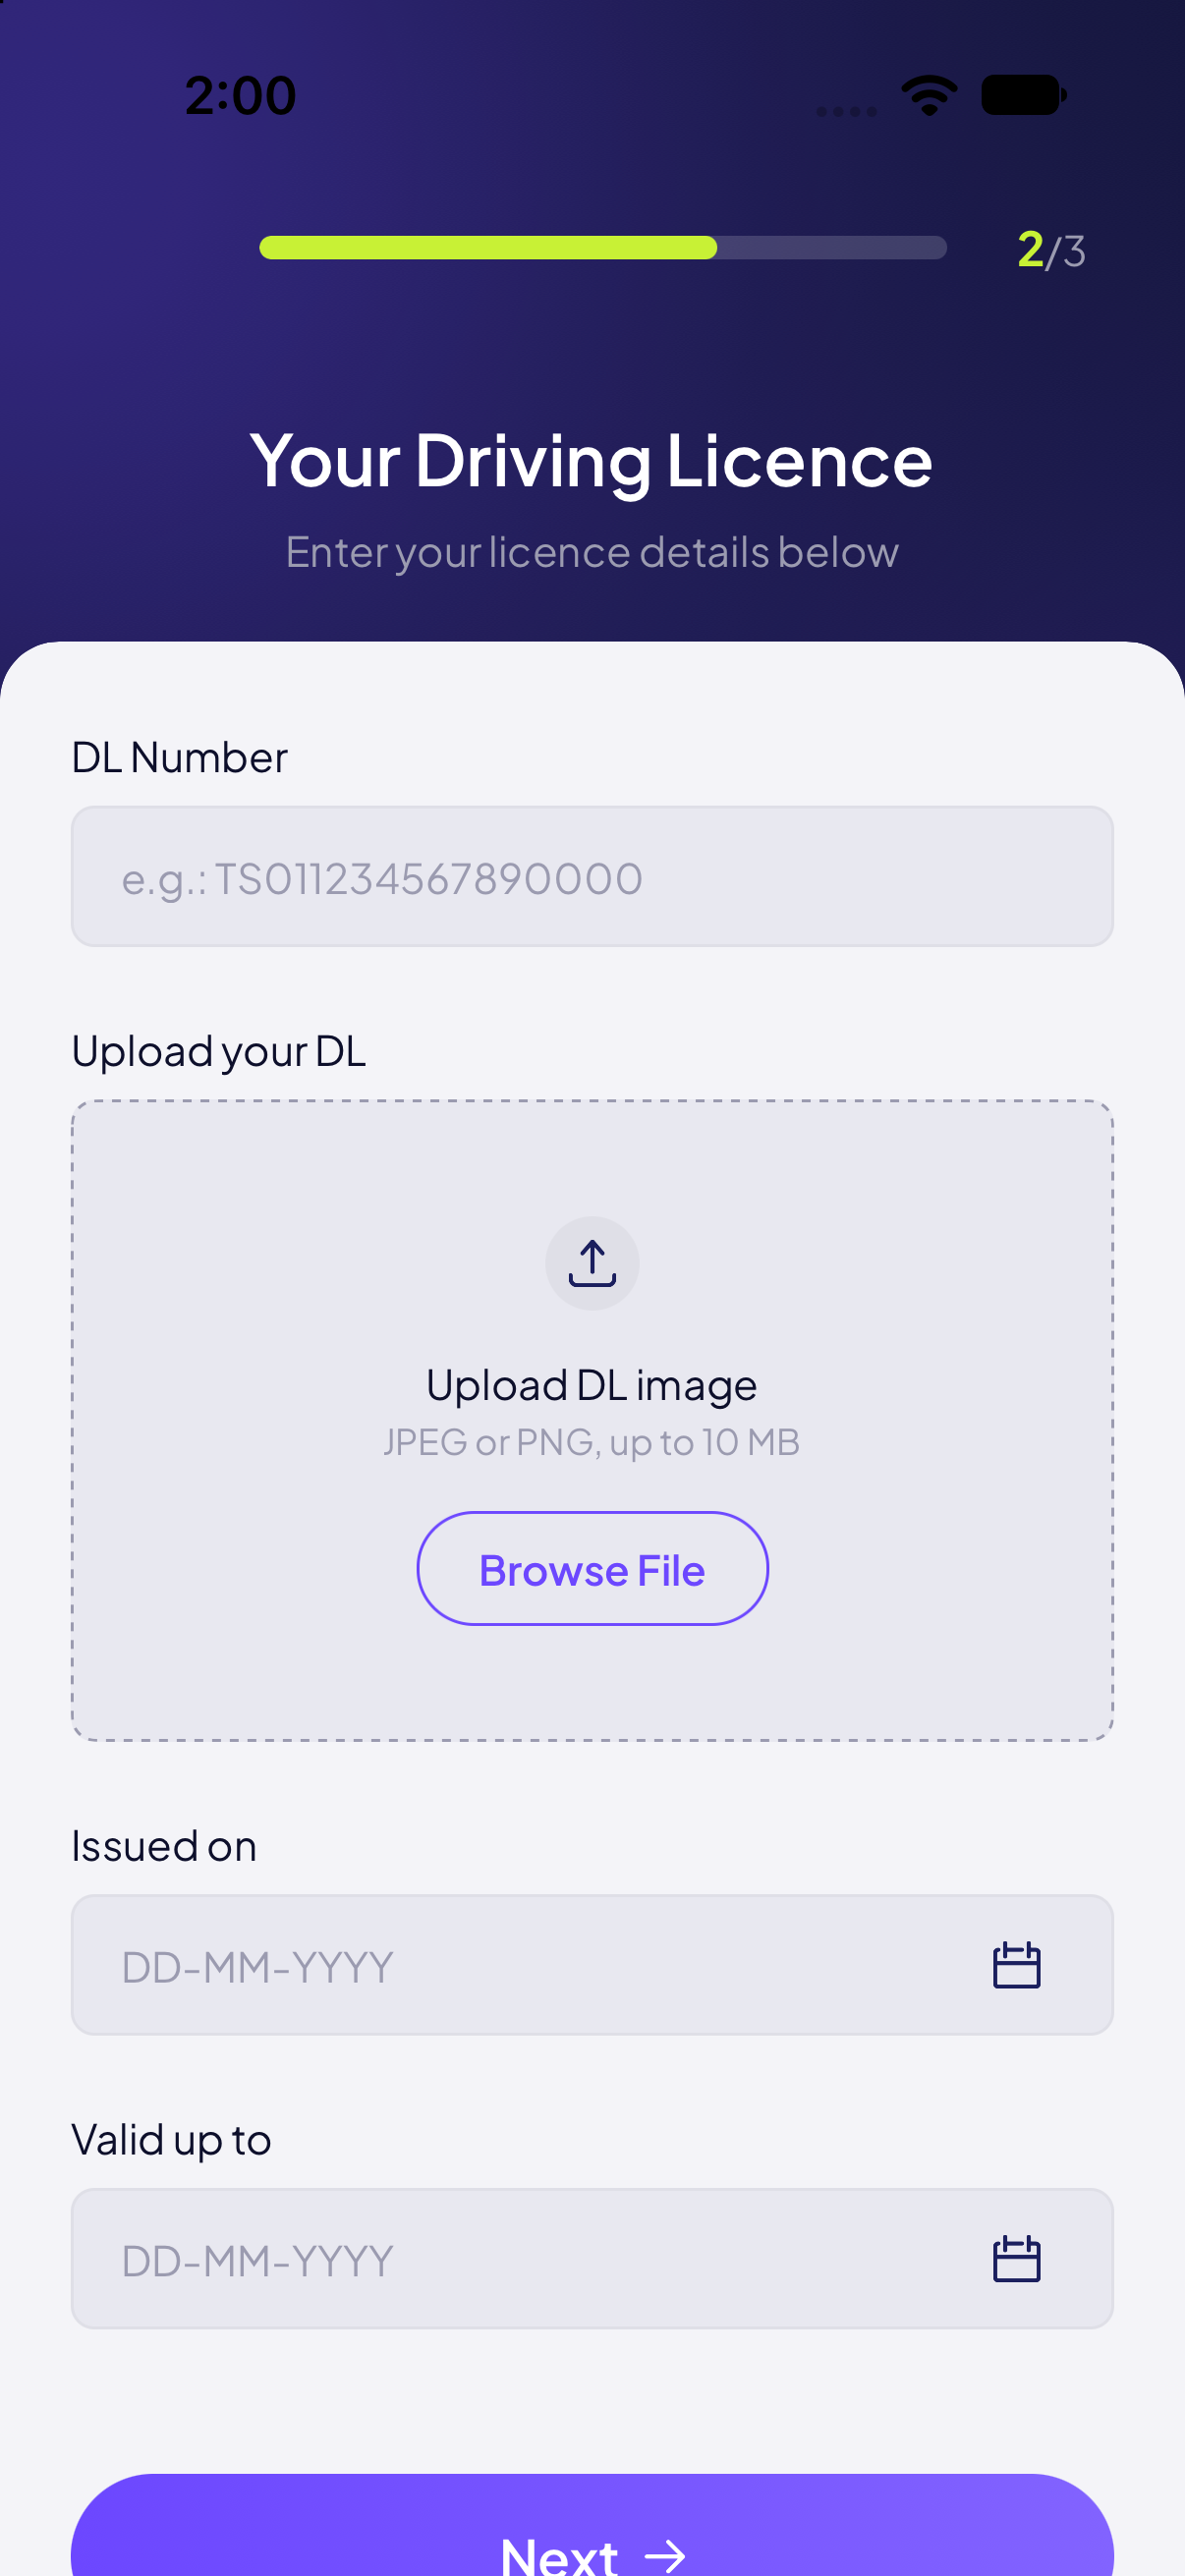 2:00
2/3
Your Driving Licence
Enter your licence details below
DL Number
e.g.: TS011234567890000
Upload your DL
Upload DL image
JPEG or PNG, up to 10 MB
Browse File
Issued on
DD-MM-YYYY
Valid up to
DD-MM-YYYY
Next